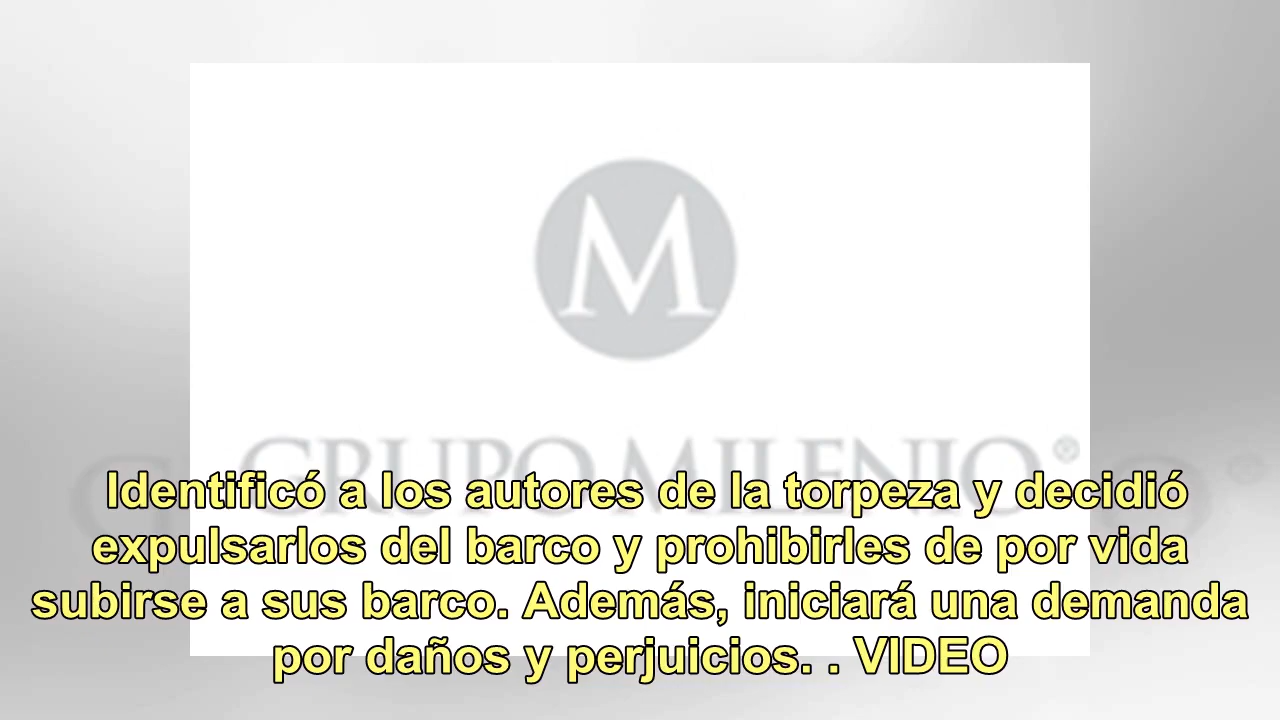 M
GRUPO MILENIO®
Identificó a los autores de la torpeza y decidió
expulsarlos del barco y prohibirles de por vida
subirse a sus barco. Además, iniciará una demanda
por daños y perjuicios. . VIDEO